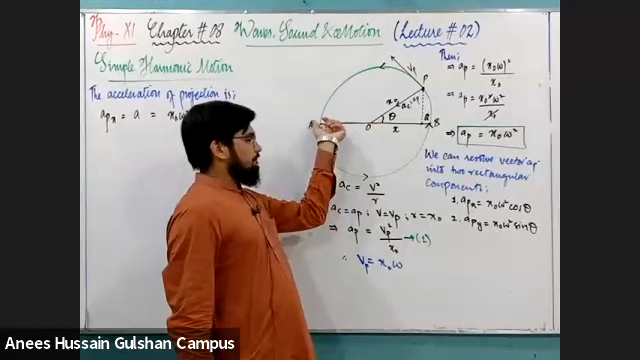 Phy-XI Chapter # 08 Waves, Sound & Motion (Lecture # 02)
Simple Harmonic Motion
The acceleration of projection is:
aPx = a = x₀ω
VP
P
x₀
θ
O
x
Q
B
ac = V²/r
ac = ap ; V = Vp ; r = x₀
⇒ ap = Vp²/x₀ → (1)
∴ Vp = x₀ω
Then;
⇒ ap = (x₀ω)²/x₀
⇒ ap = x₀²ω²/x₀
⇒ ap = x₀ω²
We can resolve vector ap
into two rectangular
components:
1. apx = x₀ω² cosθ
2. apy = x₀ω² sinθ
Anees Hussain Gulshan Campus